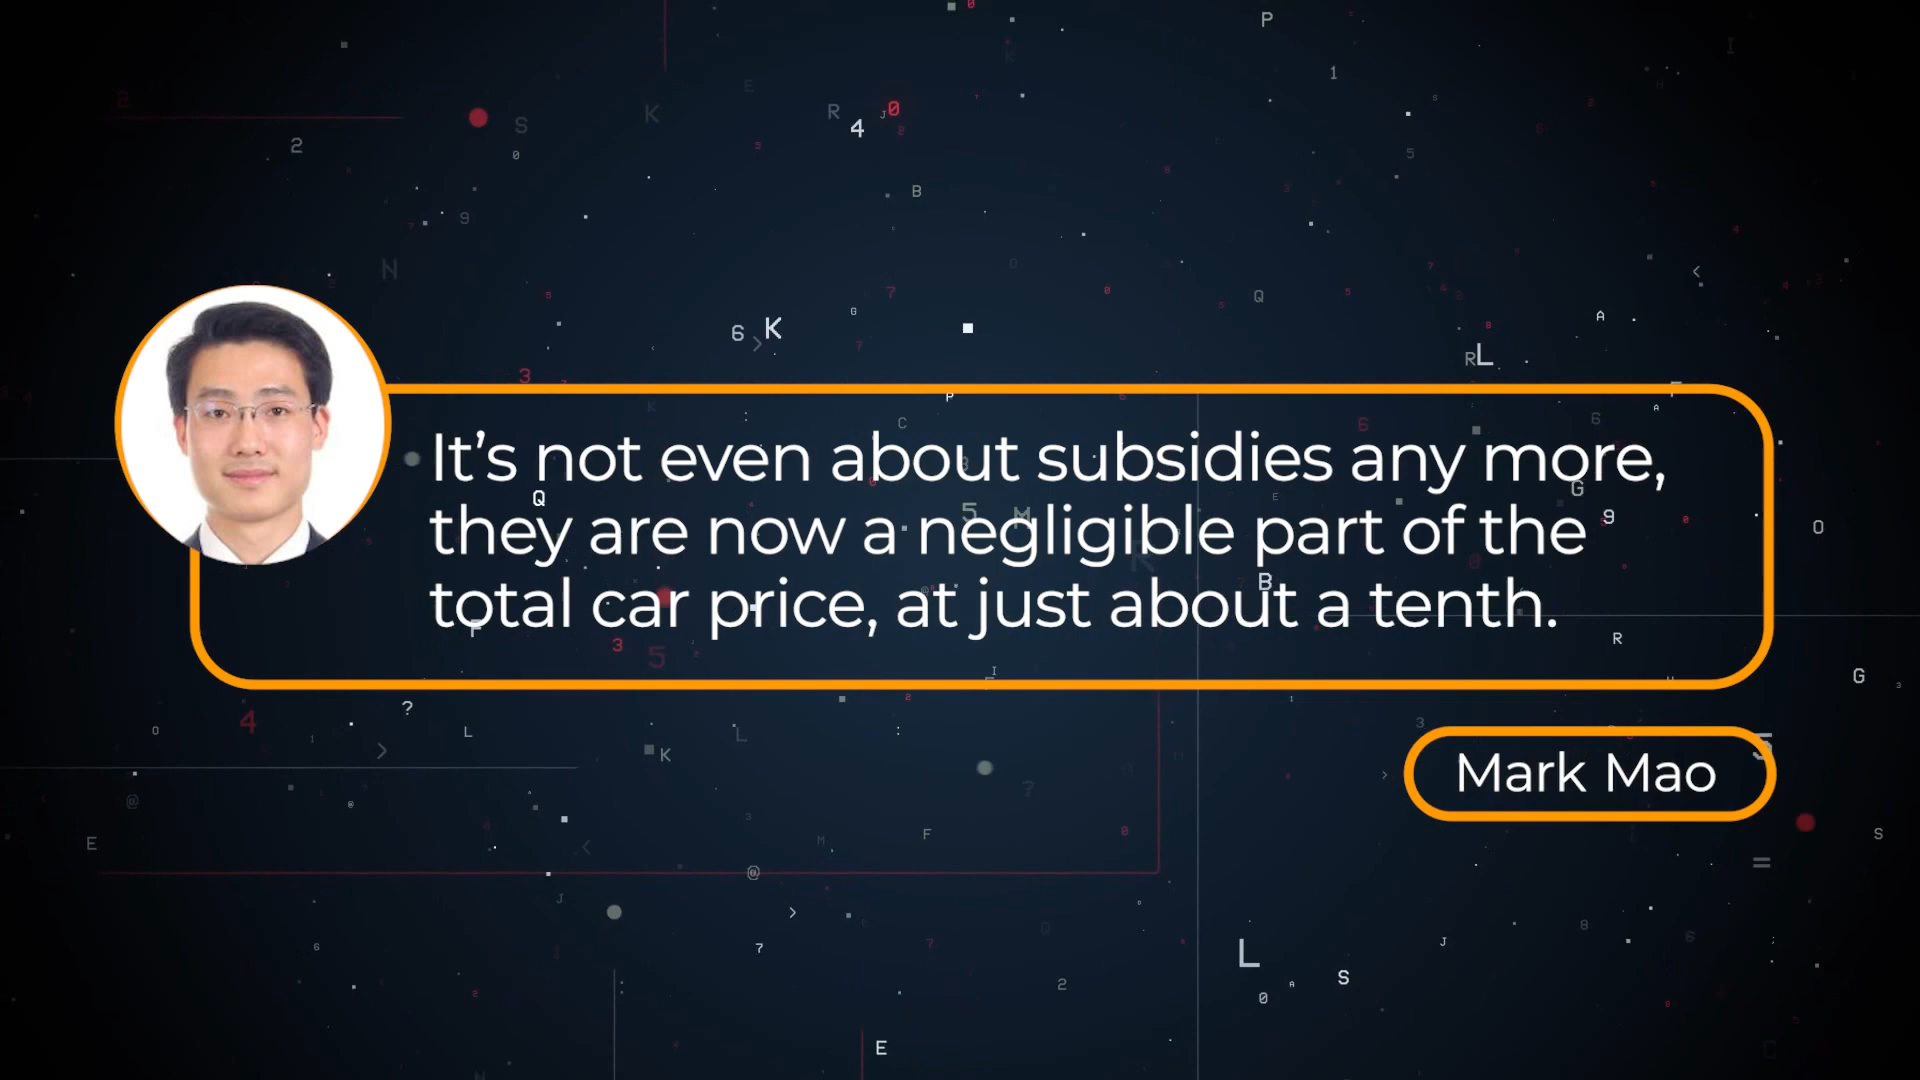 It’s not even about subsidies any more,
they are now a negligible part of the
total car price, at just about a tenth.
Mark Mao